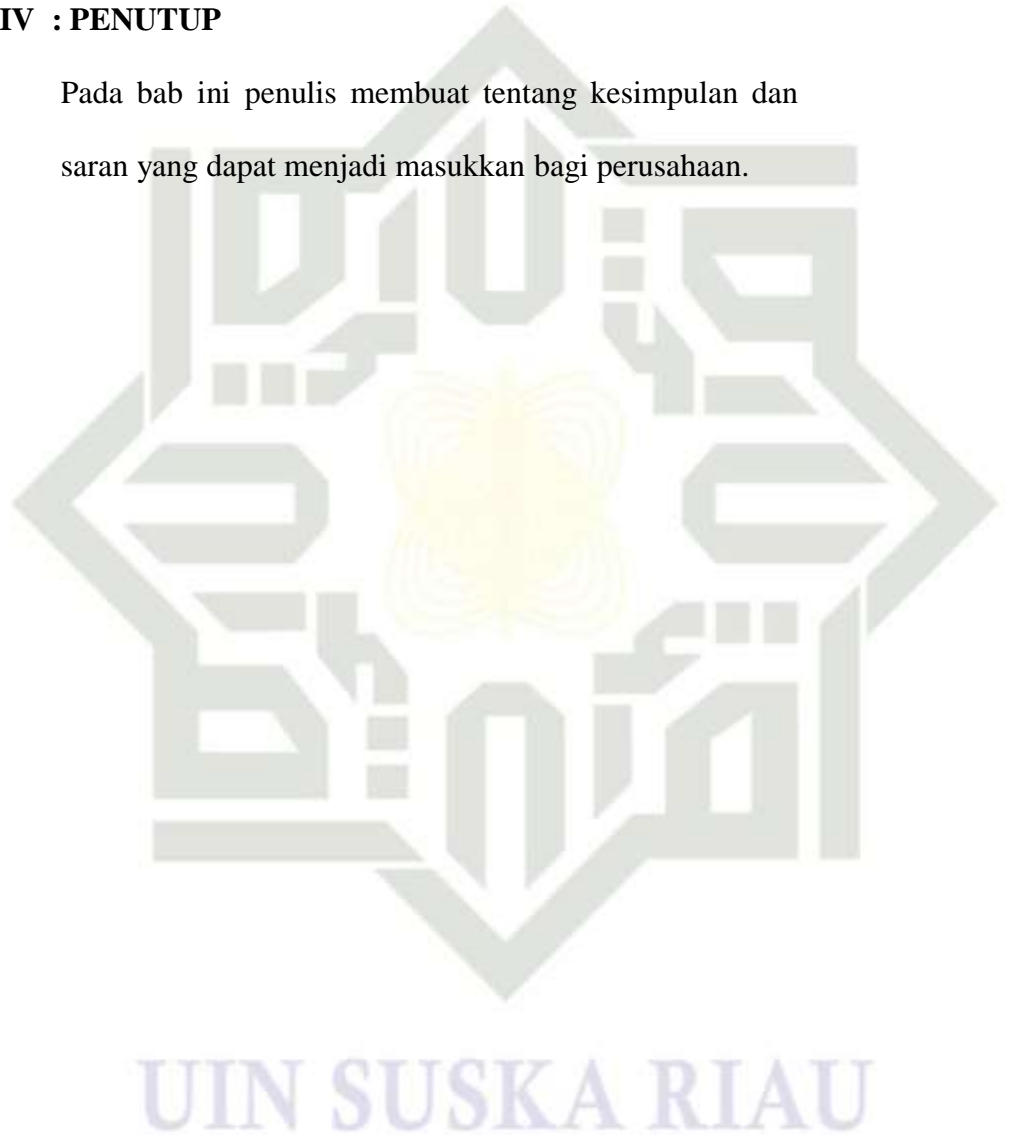 IV : PENUTUP
Pada bab ini penulis membuat tentang kesimpulan dan
saran yang dapat menjadi masukkan bagi perusahaan.
UIN SUSKA RIAU